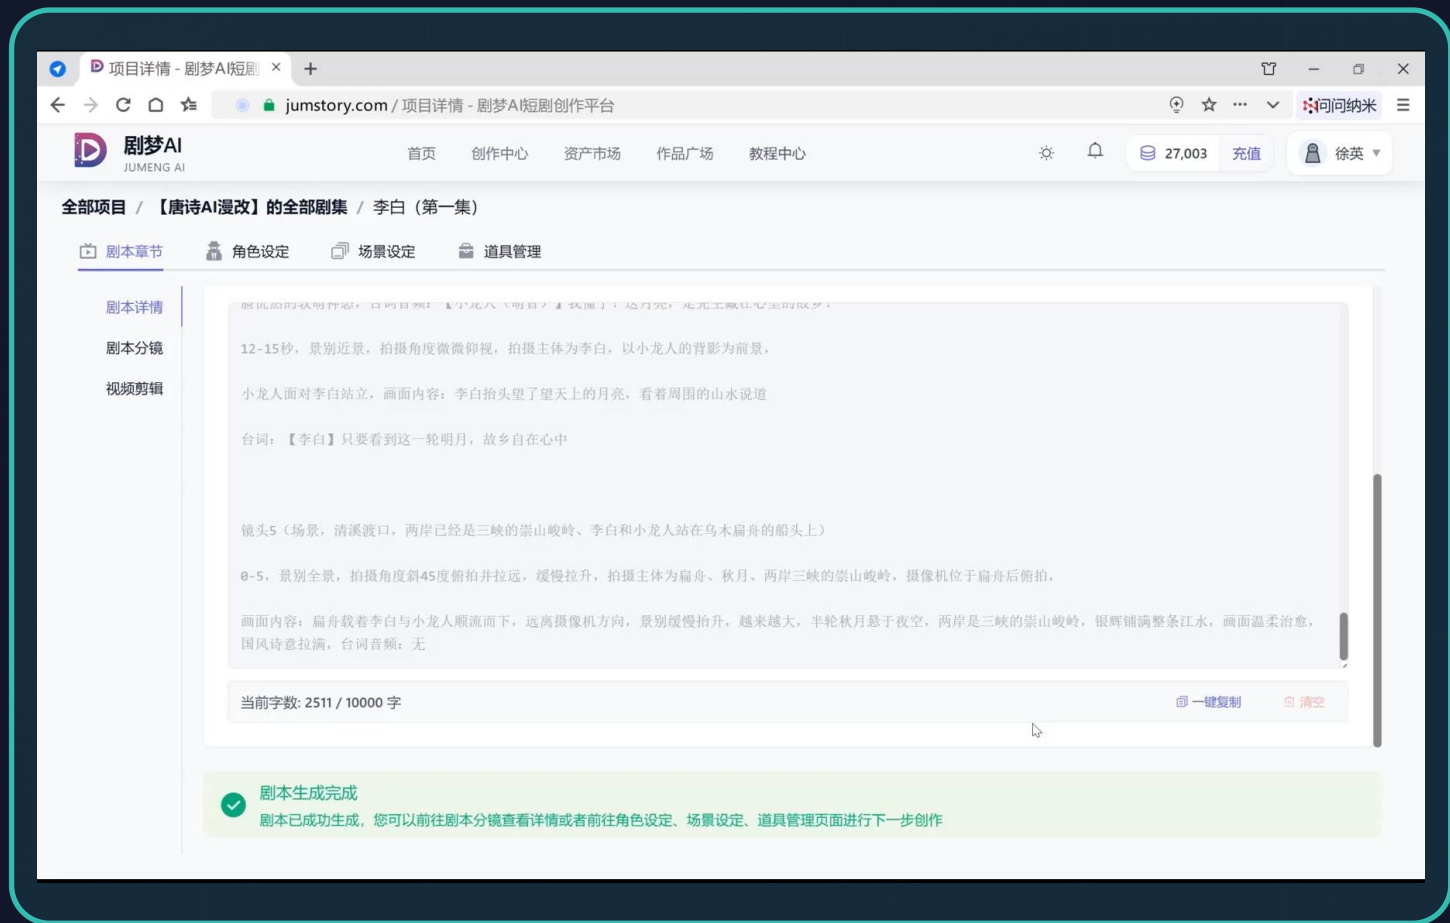 项目详情 - 剧梦AI短剧
jumstory.com / 项目详情 - 剧梦AI短剧创作平台
问问纳米
剧梦AI
JUMENG AI
首页 创作中心 资产市场 作品广场 教程中心
27,003 充值 徐英
全部项目 / 【唐诗AI漫改】的全部剧集 / 李白（第一集）
剧本章节 角色设定 场景设定 道具管理
剧本详情
剧本分镜
视频剪辑
12-15秒，景别近景，拍摄角度微微仰视，拍摄主体为李白，以小龙人的背影为前景，
小龙人面对李白站立，画面内容：李白抬头望了望天上的月亮，看着周围的山水说道
台词：【李白】只要看到这一轮明月，故乡自在心中
镜头5（场景，清溪渡口，两岸已经是三峡的崇山峻岭、李白和小龙人站在乌木扁舟的船头上）
0-5，景别全景，拍摄角度斜45度俯拍并拉远，缓慢拉升，拍摄主体为扁舟、秋月、两岸三峡的崇山峻岭，摄像机位于扁舟后俯拍，
画面内容：扁舟载着李白与小龙人顺流而下，远离摄像机方向，景别缓慢抬升，越来越大，半轮秋月悬于夜空，两岸是三峡的崇山峻岭，银辉铺满整条江水，画面温柔治愈，
国风诗意拉满，台词音频：无
当前字数: 2511 / 10000 字
一键复制 清空
剧本生成完成
剧本已成功生成，您可以前往剧本分镜查看详情或者前往角色设定、场景设定、道具管理页面进行下一步创作